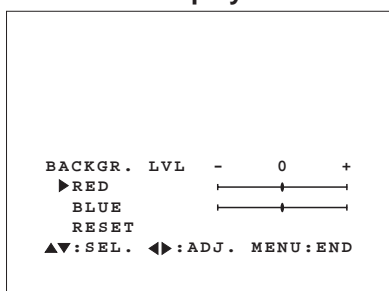 BACKGR. LVL - 0 +
▶RED
BLUE
RESET
▲▼:SEL. ◀▶:ADJ. MENU:END